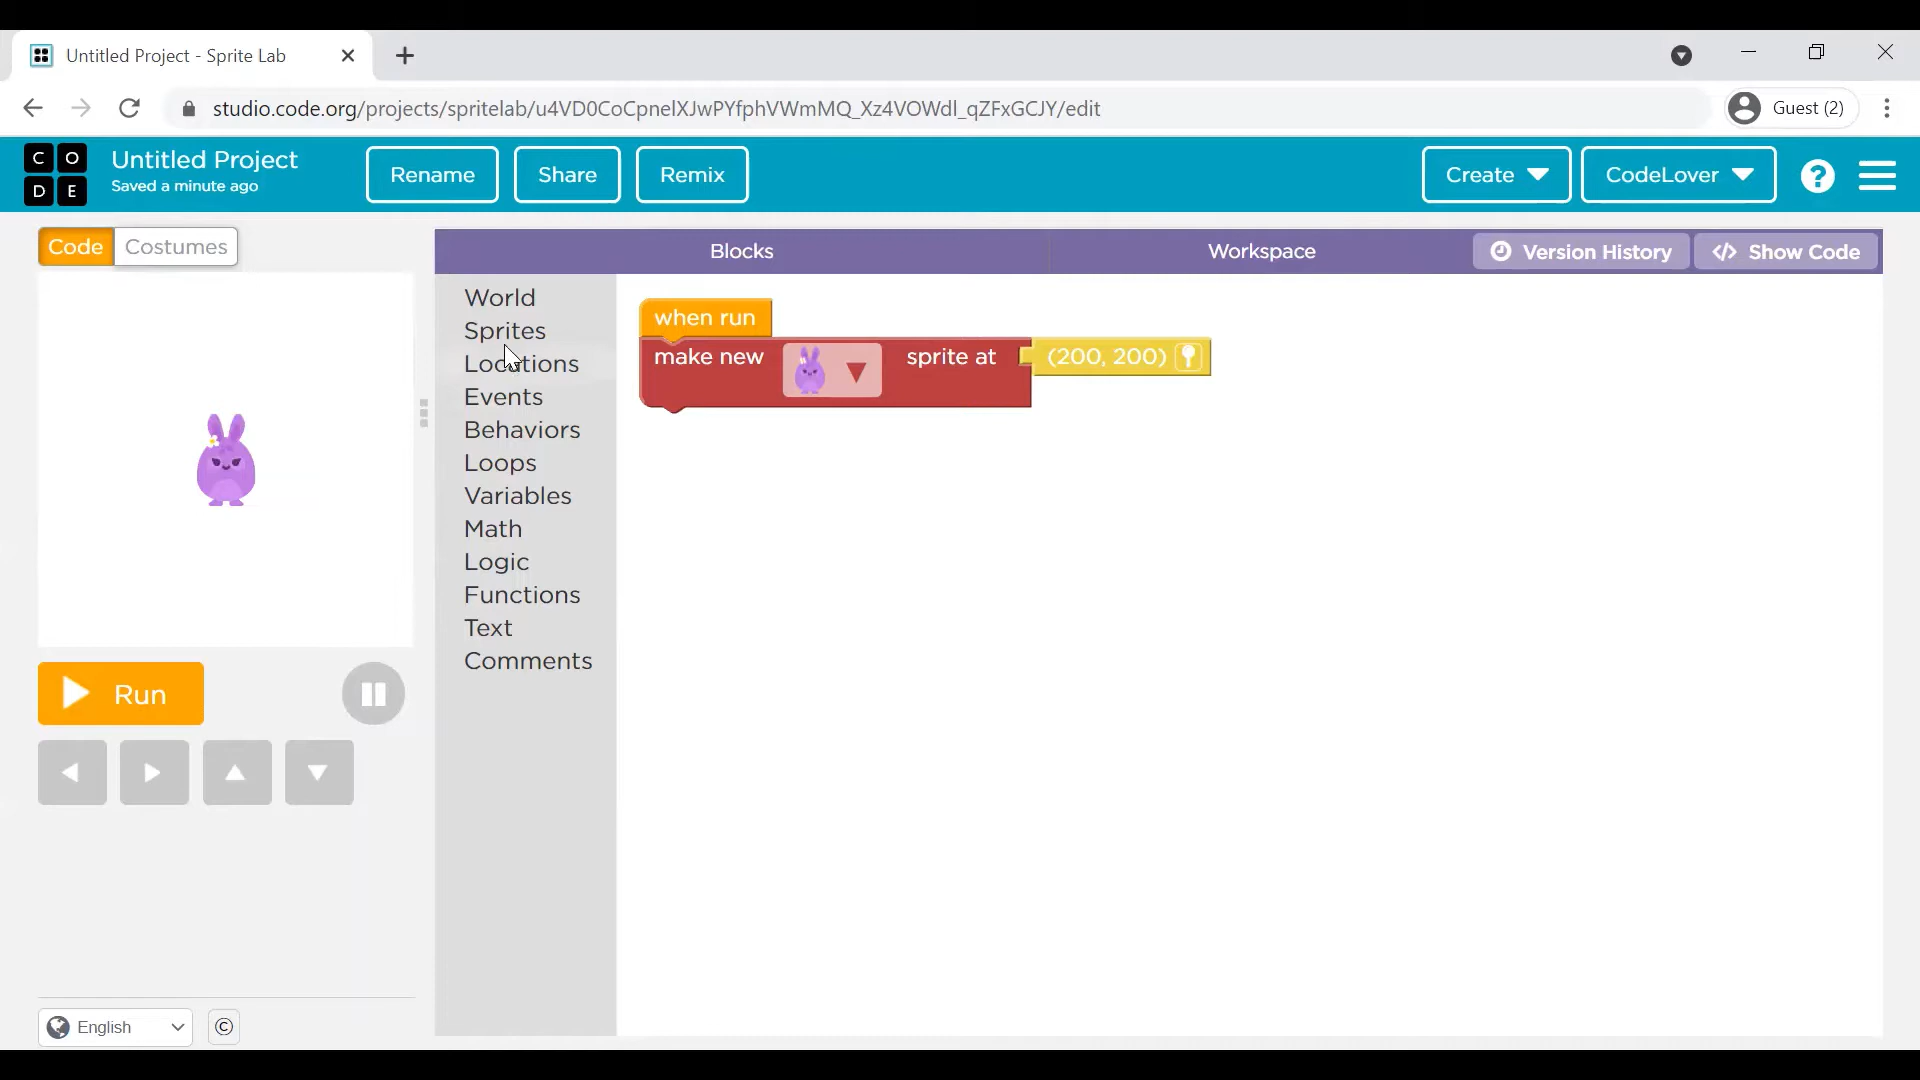 Untitled Project - Sprite Lab
studio.code.org/projects/spritelab/u4VD0CoCpnelXJwPYfphVWmMQ_Xz4VOWdl_qZFxGCJY/edit
Guest (2)
C O
D E
Untitled Project
Saved a minute ago
Rename
Share
Remix
Create
CodeLover
?
Code
Costumes
Blocks
Workspace
Version History
</> Show Code
World
Sprites
Locations
Events
Behaviors
Loops
Variables
Math
Logic
Functions
Text
Comments
when run
make new
sprite at
(200, 200)
Run
English
©